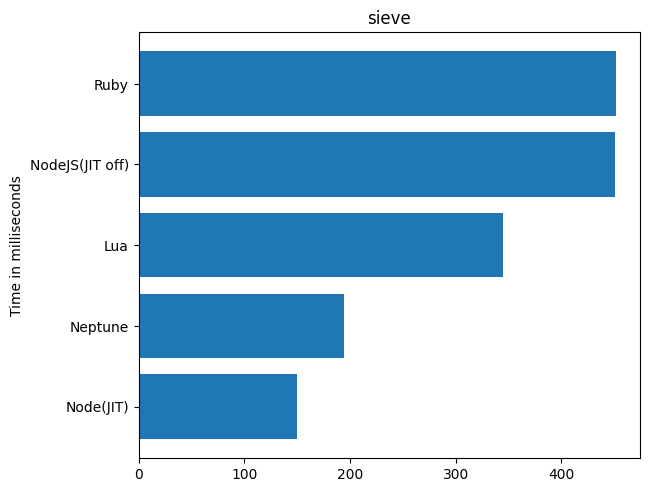 sieve
Ruby
NodeJS(JIT off)
Lua
Neptune
Node(JIT)
Time in milliseconds
0 100 200 300 400